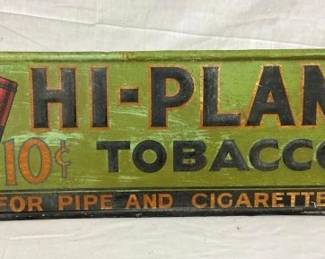 HI-PLAN
10¢ TOBACCO
FOR PIPE AND CIGARETTE